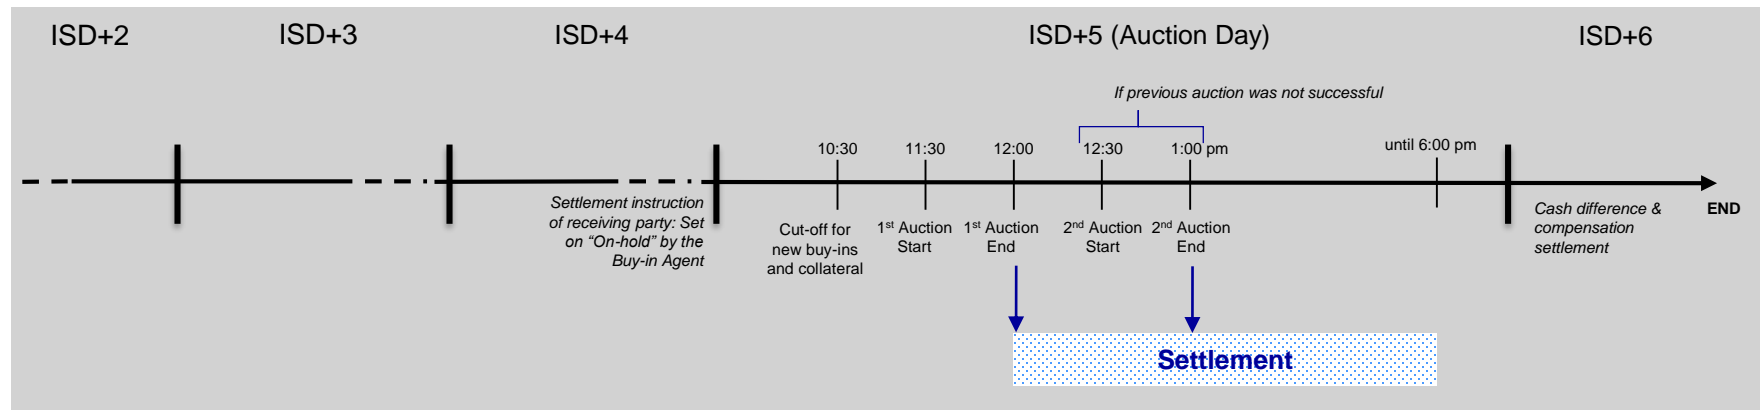 ISD+2
ISD+3
ISD+4
ISD+5 (Auction Day)
ISD+6
If previous auction was not successful
10:30
11:30
12:00
12:30
1:00 pm
until 6:00 pm
Settlement instruction
of receiving party: Set
on “On-hold” by the
Buy-in Agent
Cut-off for
new buy-ins
and collateral
1st Auction
Start
1st Auction
End
2nd Auction
Start
2nd Auction
End
Cash difference &
compensation
settlement
END
Settlement